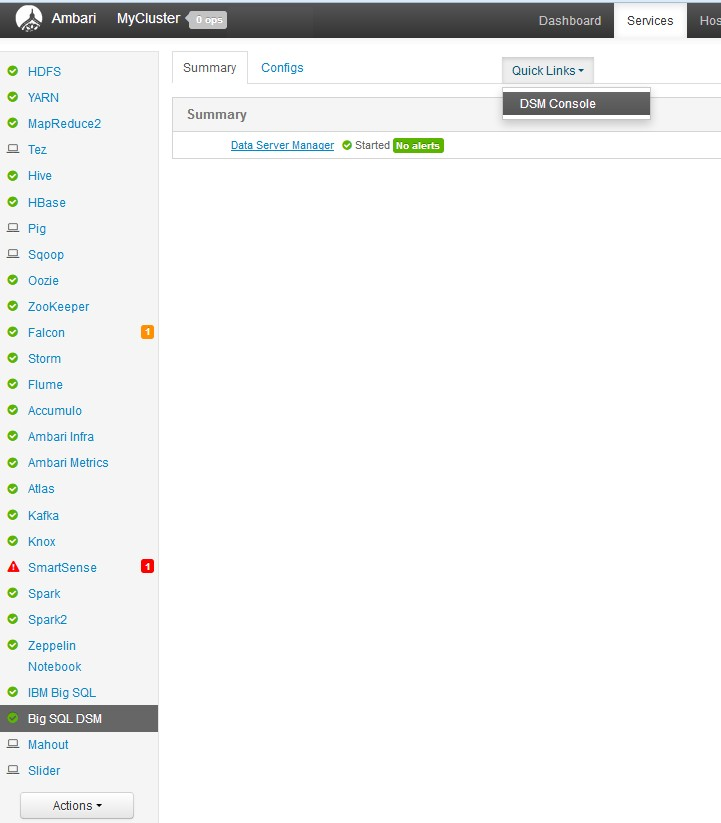 Ambari MyCluster 0 ops Dashboard Services Hos
Summary Configs Quick Links
DSM Console
Summary
Data Server Manager Started No alerts
HDFS
YARN
MapReduce2
Tez
Hive
HBase
Pig
Sqoop
Oozie
ZooKeeper
Falcon 1
Storm
Flume
Accumulo
Ambari Infra
Ambari Metrics
Atlas
Kafka
Knox
SmartSense 1
Spark
Spark2
Zeppelin
Notebook
IBM Big SQL
Big SQL DSM
Mahout
Slider
Actions